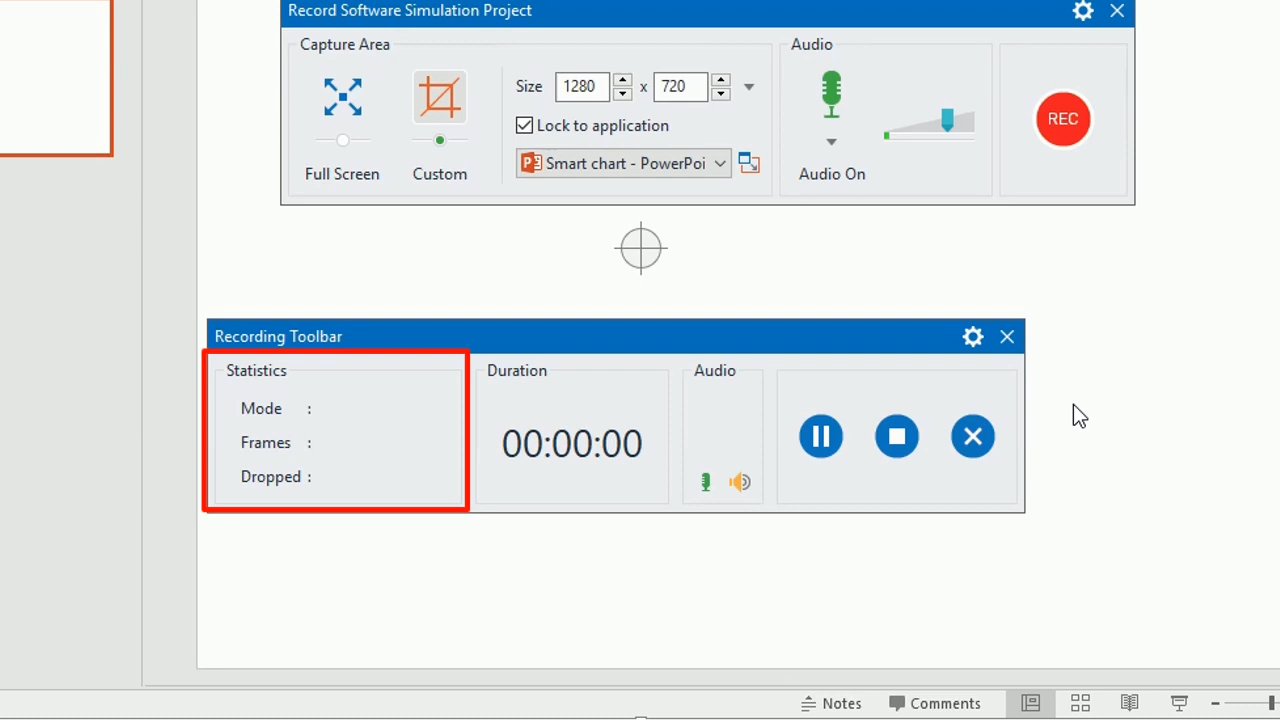 Record Software Simulation Project
Capture Area
Audio
Size 1280 x 720
REC
Lock to application
Smart chart - PowerPoi
Full Screen
Custom
Audio On
Recording Toolbar
Statistics
Duration
Audio
Mode :
Frames :
Dropped :
00:00:00
Notes
Comments